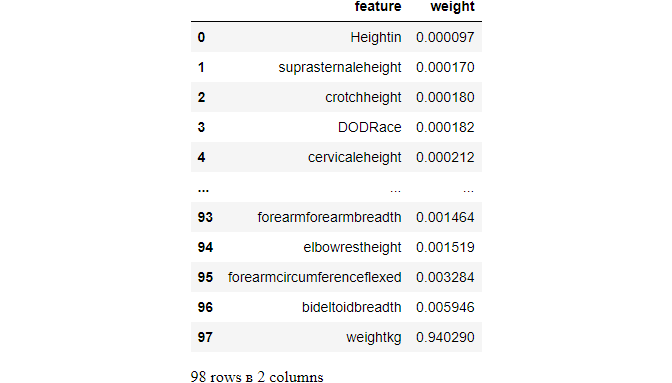 feature weight
0 Heightin 0.000097
1 suprasternaleheight 0.000170
2 crotchheight 0.000180
3 DODRace 0.000182
4 cervicaleheight 0.000212
... ... ...
93 forearmforearmbreadth 0.001464
94 elbowrestheight 0.001519
95 forearmcircumferenceflexed 0.003284
96 bideltoidbreadth 0.005946
97 weightkg 0.940290
98 rows в 2 columns